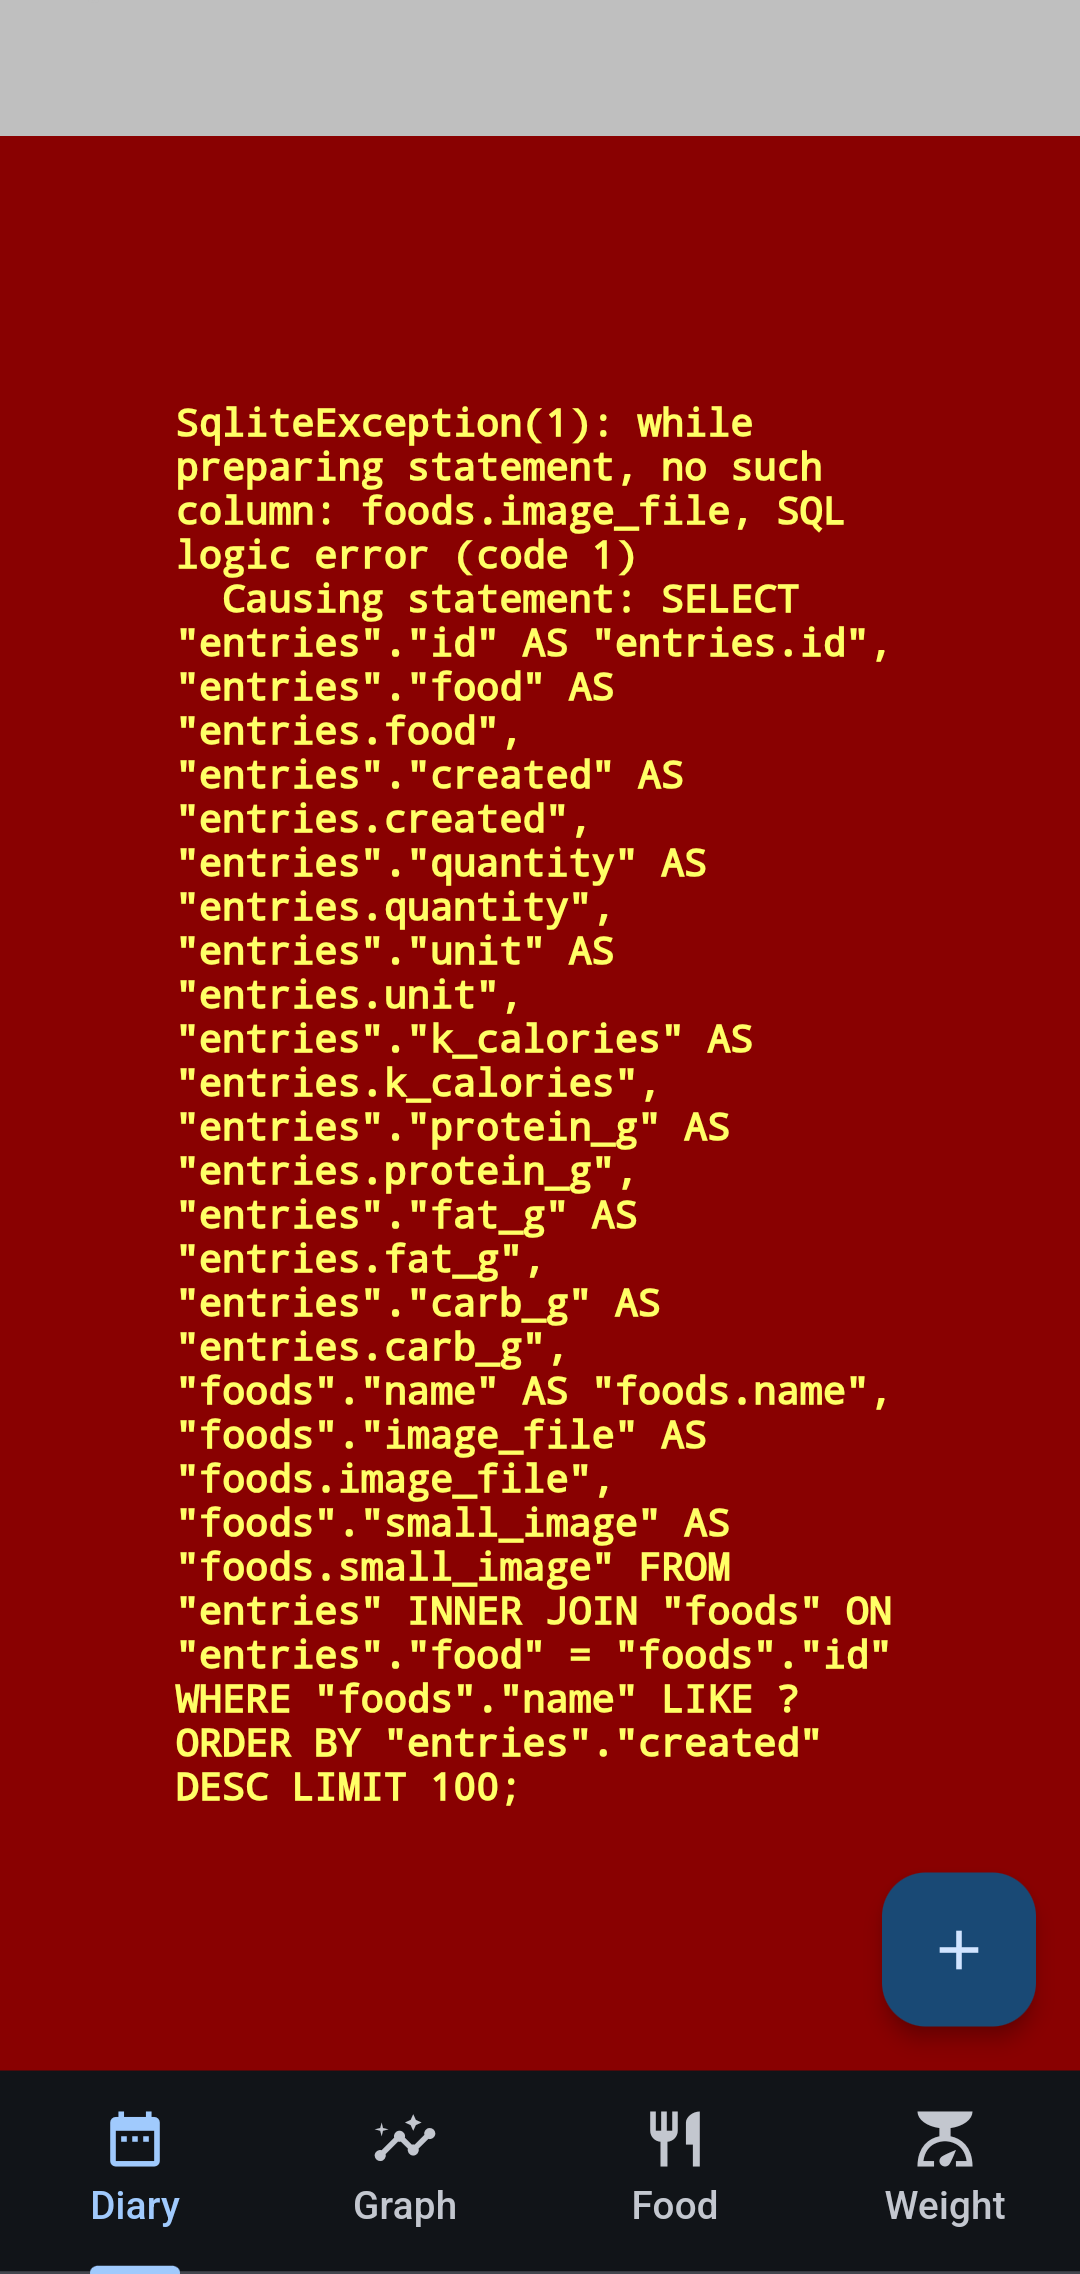 SqliteException(1): while
preparing statement, no such
column: foods.image_file, SQL
logic error (code 1)
  Causing statement: SELECT
"entries"."id" AS "entries.id",
"entries"."food" AS
"entries.food",
"entries"."created" AS
"entries.created",
"entries"."quantity" AS
"entries.quantity",
"entries"."unit" AS
"entries.unit",
"entries"."k_calories" AS
"entries.k_calories",
"entries"."protein_g" AS
"entries.protein_g",
"entries"."fat_g" AS
"entries.fat_g",
"entries"."carb_g" AS
"entries.carb_g",
"foods"."name" AS "foods.name",
"foods"."image_file" AS
"foods.image_file",
"foods"."small_image" AS
"foods.small_image" FROM
"entries" INNER JOIN "foods" ON
"entries"."food" = "foods"."id"
WHERE "foods"."name" LIKE ?
ORDER BY "entries"."created"
DESC LIMIT 100;
Diary Graph Food Weight